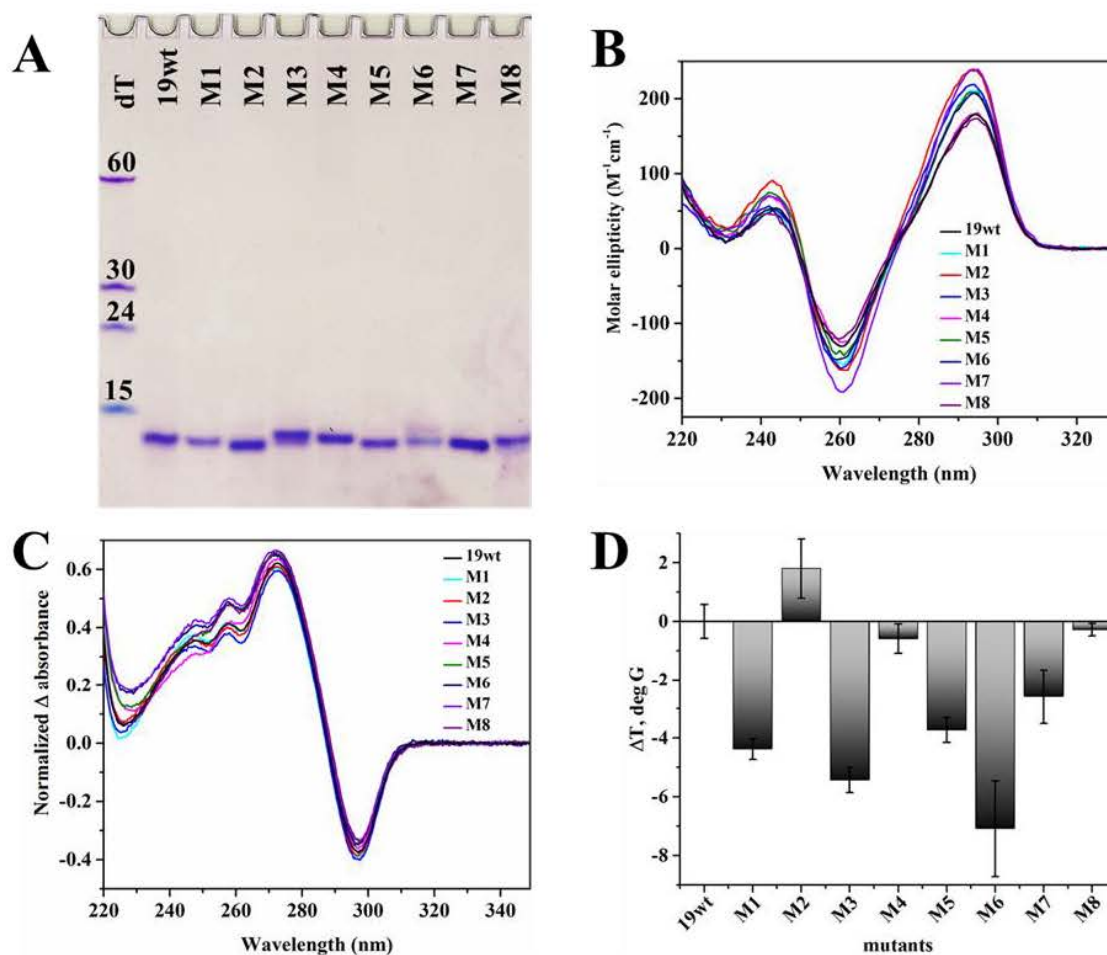 A
dT
19wt
M1
M2
M3
M4
M5
M6
M7
M8
60
30
24
15
B
Molar ellipticity (M⁻¹cm⁻¹)
200
100
0
-100
-200
220
240
260
280
300
320
Wavelength (nm)
19wt
M1
M2
M3
M4
M5
M6
M7
M8
C
Normalized Δ absorbance
0.6
0.4
0.2
0.0
-0.2
-0.4
220
240
260
280
300
320
340
Wavelength (nm)
19wt
M1
M2
M3
M4
M5
M6
M7
M8
D
ΔT, deg G
2
0
-2
-4
-6
-8
19wt
M1
M2
M3
M4
M5
M6
M7
M8
mutants